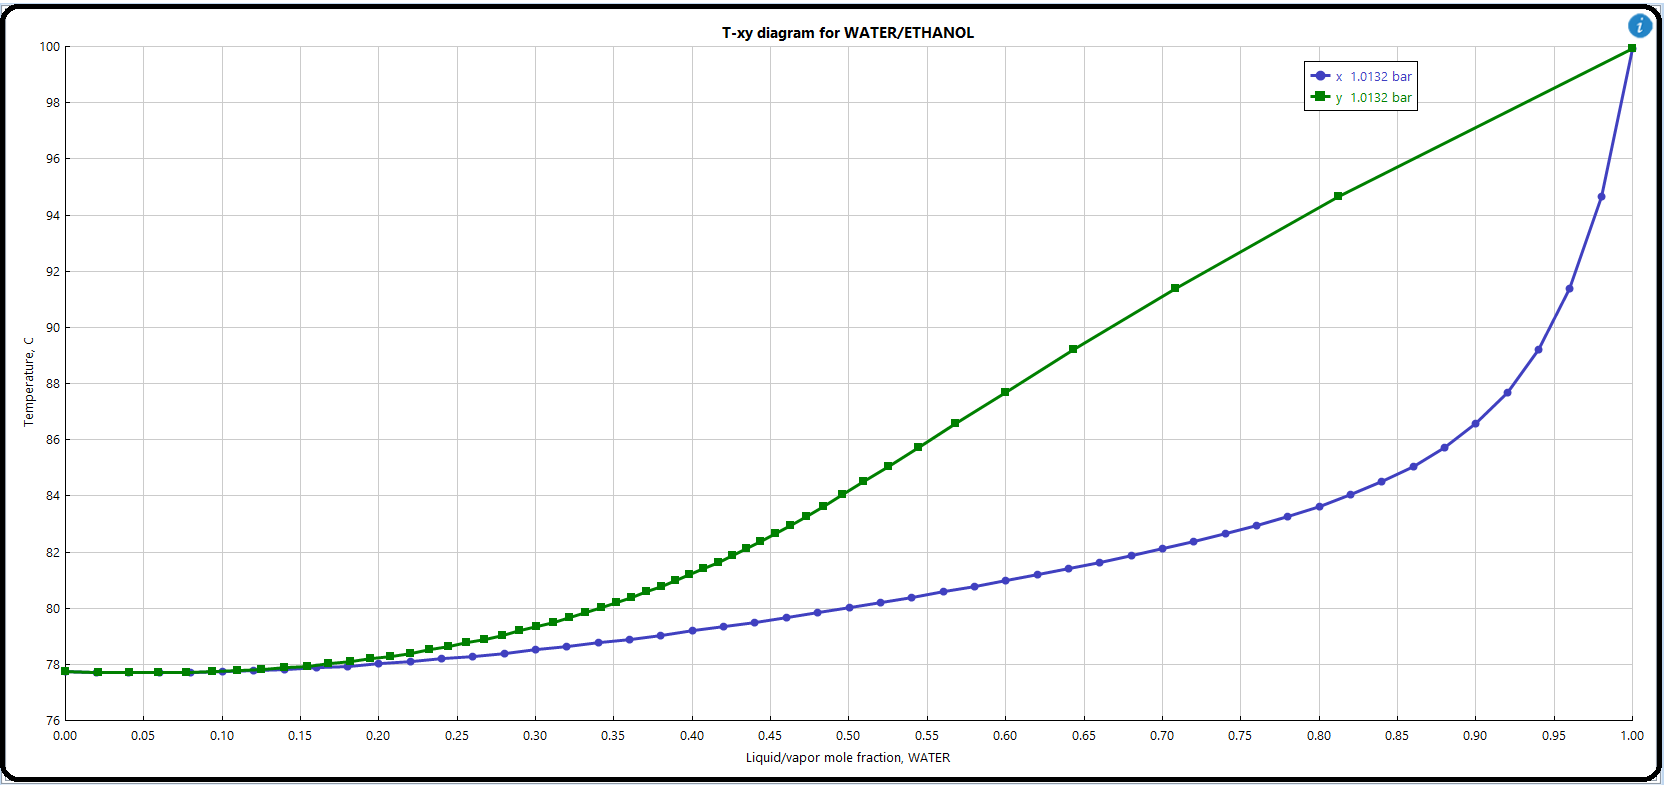 T-xy diagram for WATER/ETHANOL
i
100
x 1.0132 bar
y 1.0132 bar
98
96
94
92
90
Temperature, C
88
86
84
82
80
78
76
0.00 0.05 0.10 0.15 0.20 0.25 0.30 0.35 0.40 0.45 0.50 0.55 0.60 0.65 0.70 0.75 0.80 0.85 0.90 0.95 1.00
Liquid/vapor mole fraction, WATER